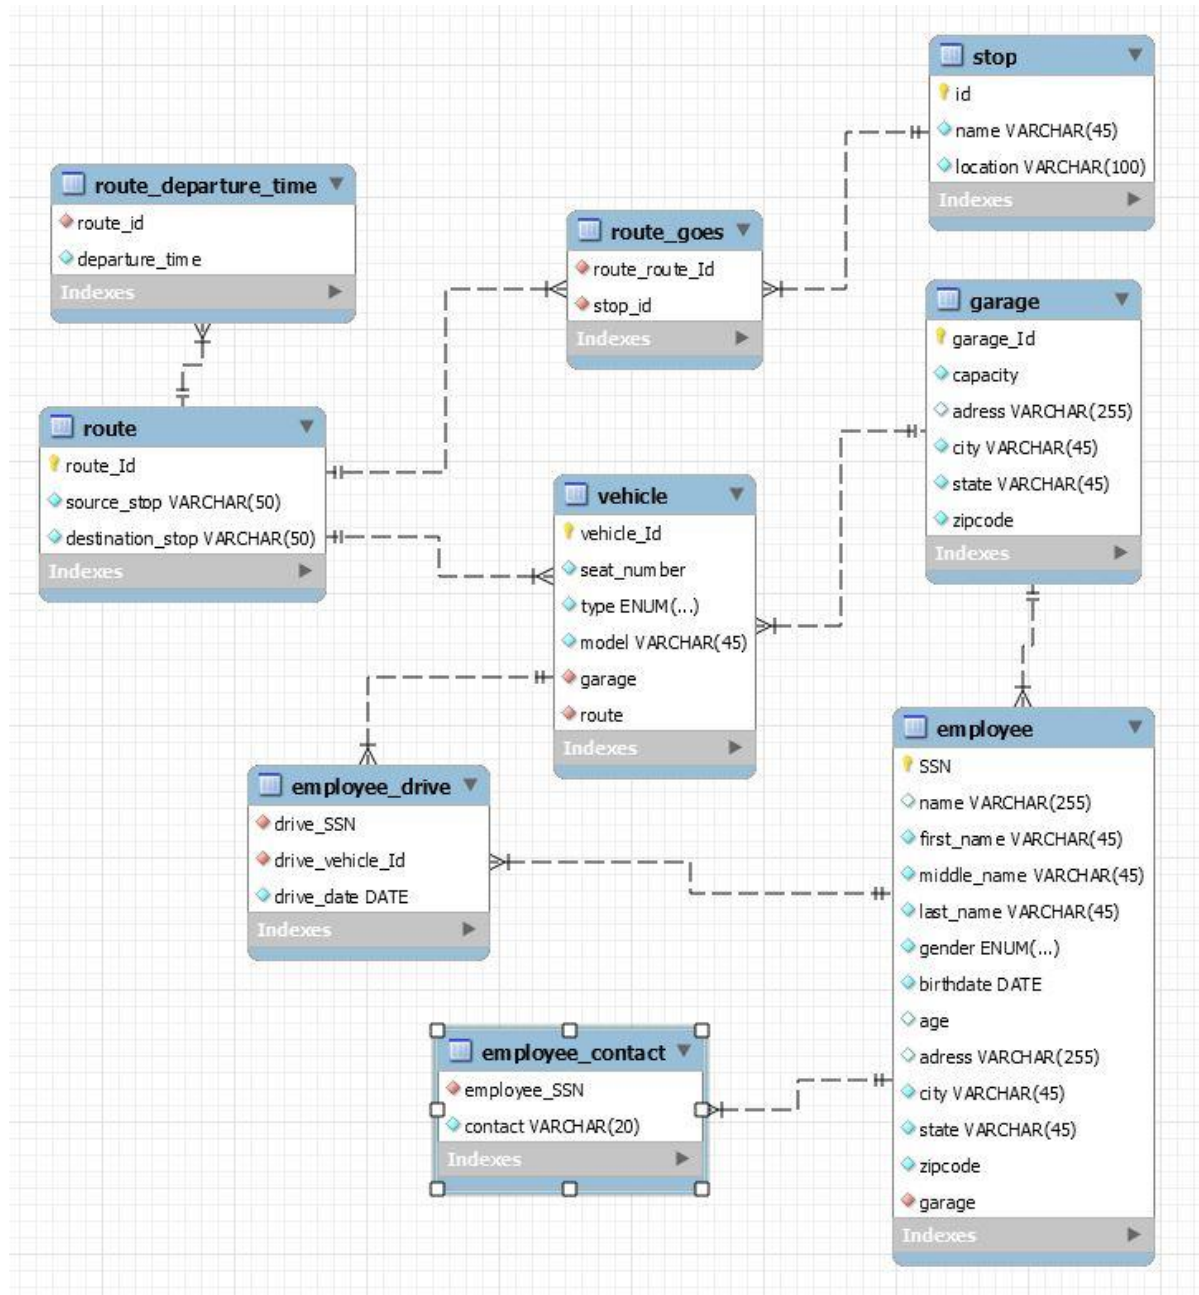 stop
id
name VARCHAR(45)
location VARCHAR(100)
Indexes
route_departure_time
route_id
departure_time
Indexes
route_goes
route_route_Id
stop_id
Indexes
garage
garage_Id
capacity
adress VARCHAR(255)
city VARCHAR(45)
state VARCHAR(45)
zipcode
Indexes
route
route_Id
source_stop VARCHAR(50)
destination_stop VARCHAR(50)
Indexes
vehicle
vehicle_Id
seat_number
type ENUM(...)
model VARCHAR(45)
garage
route
Indexes
employee
SSN
name VARCHAR(255)
first_name VARCHAR(45)
middle_name VARCHAR(45)
last_name VARCHAR(45)
gender ENUM(...)
birthdate DATE
age
adress VARCHAR(255)
city VARCHAR(45)
state VARCHAR(45)
zipcode
garage
Indexes
employee_drive
drive_SSN
drive_vehicle_Id
drive_date DATE
Indexes
employee_contact
employee_SSN
contact VARCHAR(20)
Indexes